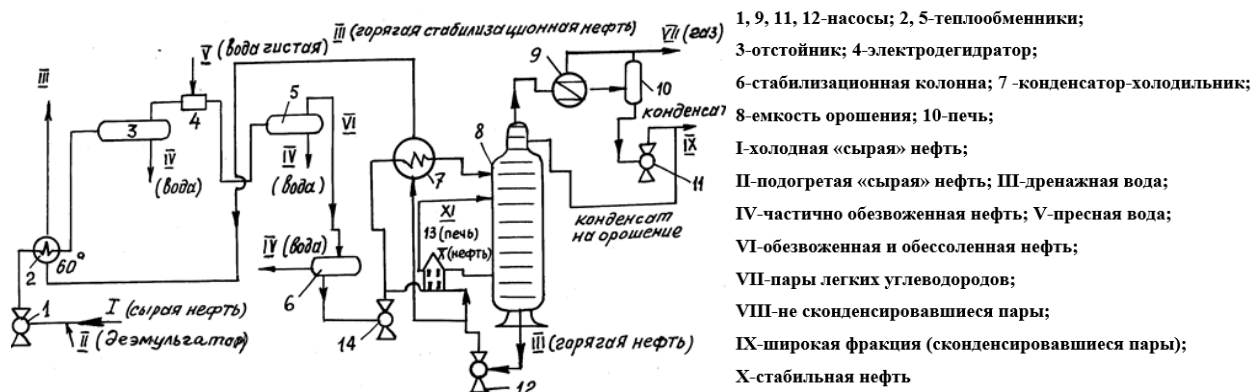 V (вода гистая)
III (горягая стабилизационная нефть)
VII (газ)
III
9
10
3
4
5
VI
8
7
IV
(вода)
IV
(вода)
конденсат
IX
11
конденсат
на орошение
XI
13 (печь)
X (нефть)
IV (вода)
6
2
60°
1
I (сырая нефть)
II (деэмульгатор)
14
III (горягая нефть)
12
1, 9, 11, 12-насосы; 2, 5-теплообменники;
3-отстойник; 4-электродегидратор;
6-стабилизационная колонна; 7 -конденсатор-холодильник;
8-емкость орошения; 10-печь;
I-холодная «сырая» нефть;
II-подогретая «сырая» нефть; III-дренажная вода;
IV-частично обезвоженная нефть; V-пресная вода;
VI-обезвоженная и обессоленная нефть;
VII-пары легких углеводородов;
VIII-не сконденсировавшиеся пары;
IX-широкая фракция (сконденсировавшиеся пары);
X-стабильная нефть